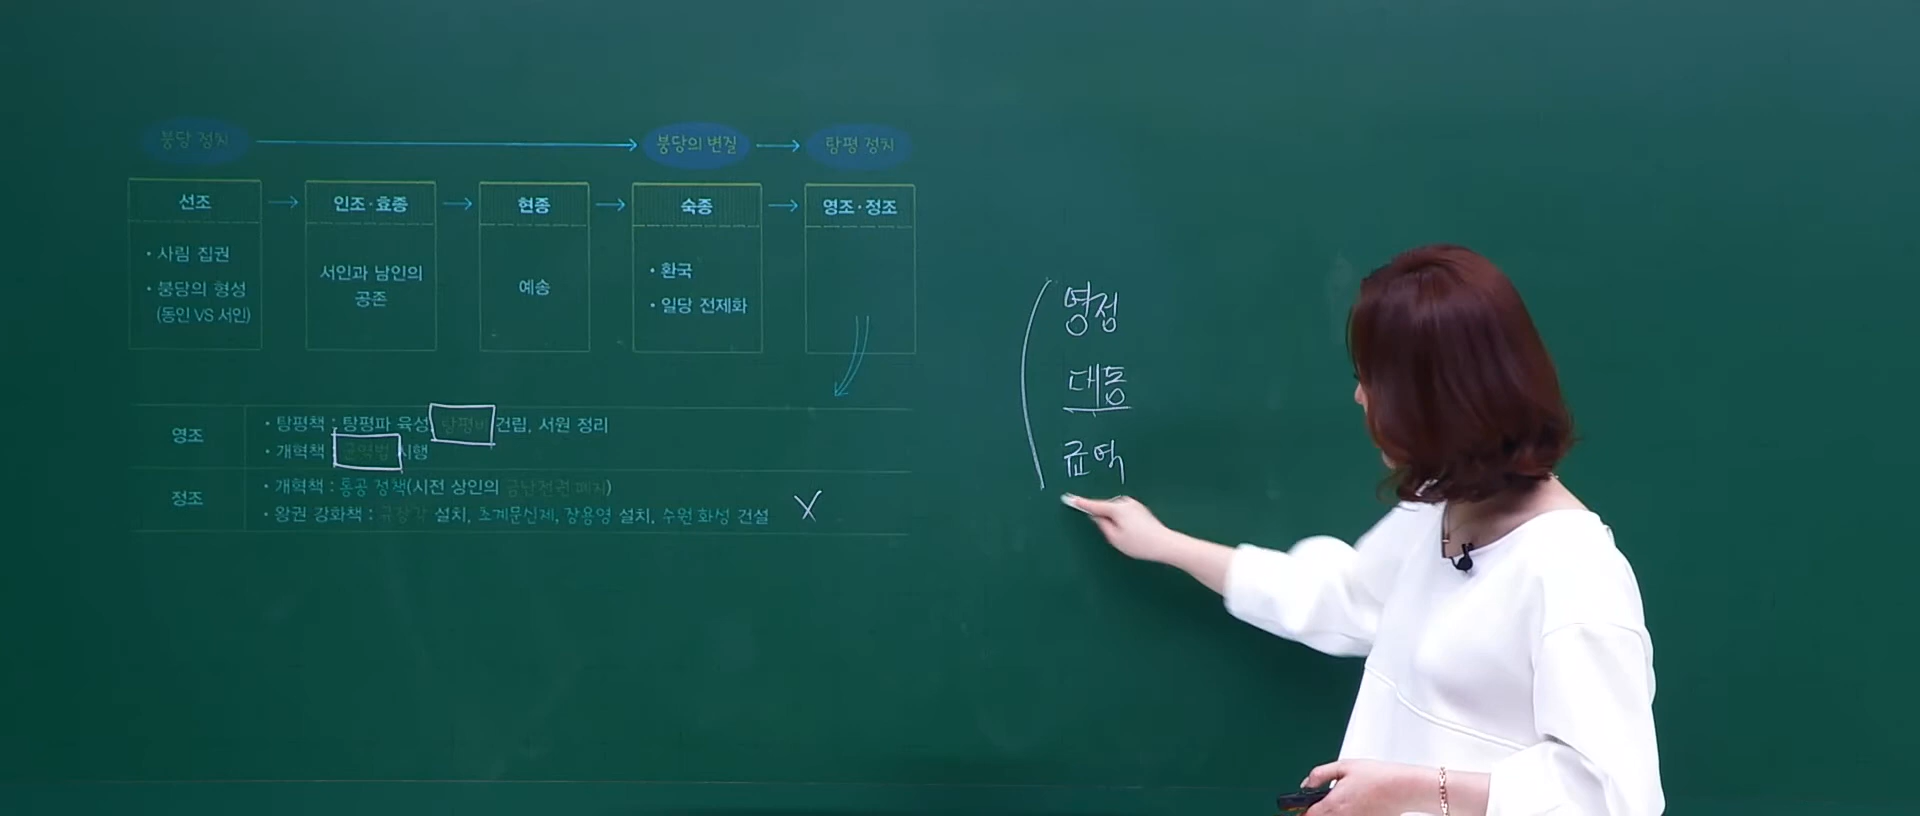 붕당 정치
붕당의 변질
탕평 정치
선조
인조·효종
현종
숙종
영조·정조
• 사림 집권
• 붕당의 형성
(동인 VS 서인)
서인과 남인의
공존
예송
• 환국
• 일당 전제화
영조
• 탕평책 : 탕평파 육성, 탕평비 건립, 서원 정리
• 개혁책 : 균역법 시행
정조
• 개혁책 : 통공 정책(시전 상인의 금난전권 폐지)
• 왕권 강화책 : 규장각 설치, 초계문신제, 장용영 설치, 수원 화성 건설
X
영정
대동
균역